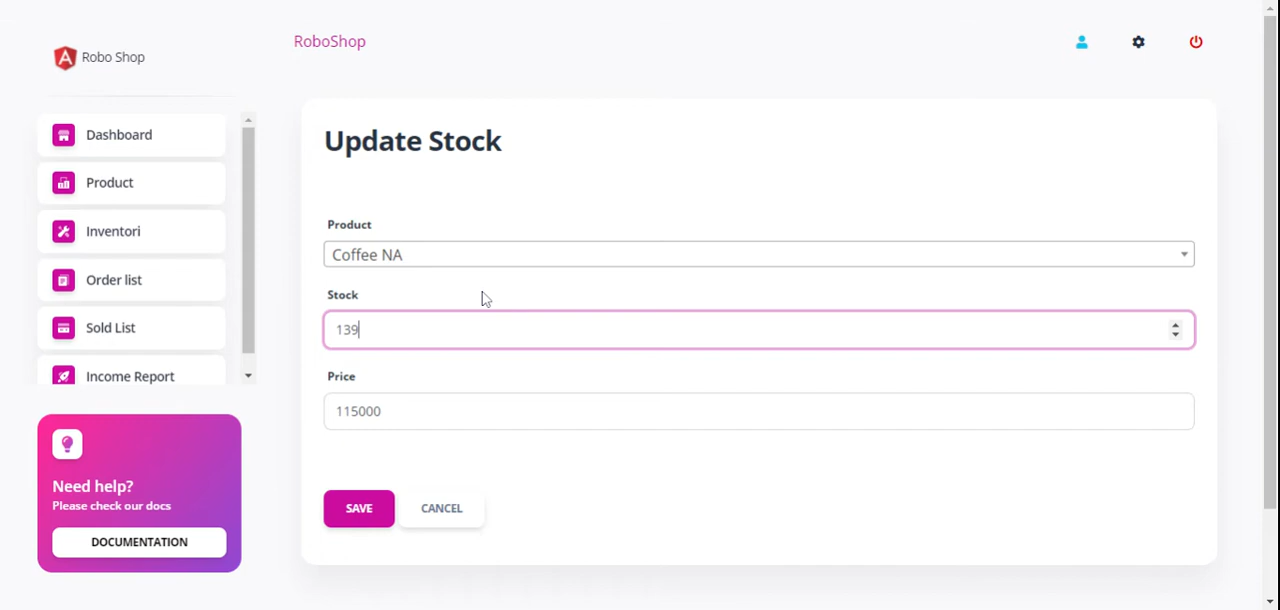 Robo Shop
RoboShop
Dashboard
Product
Inventori
Order list
Sold List
Income Report
Need help?
Please check our docs
DOCUMENTATION
Update Stock
Product
Coffee NA
Stock
139
Price
115000
SAVE
CANCEL